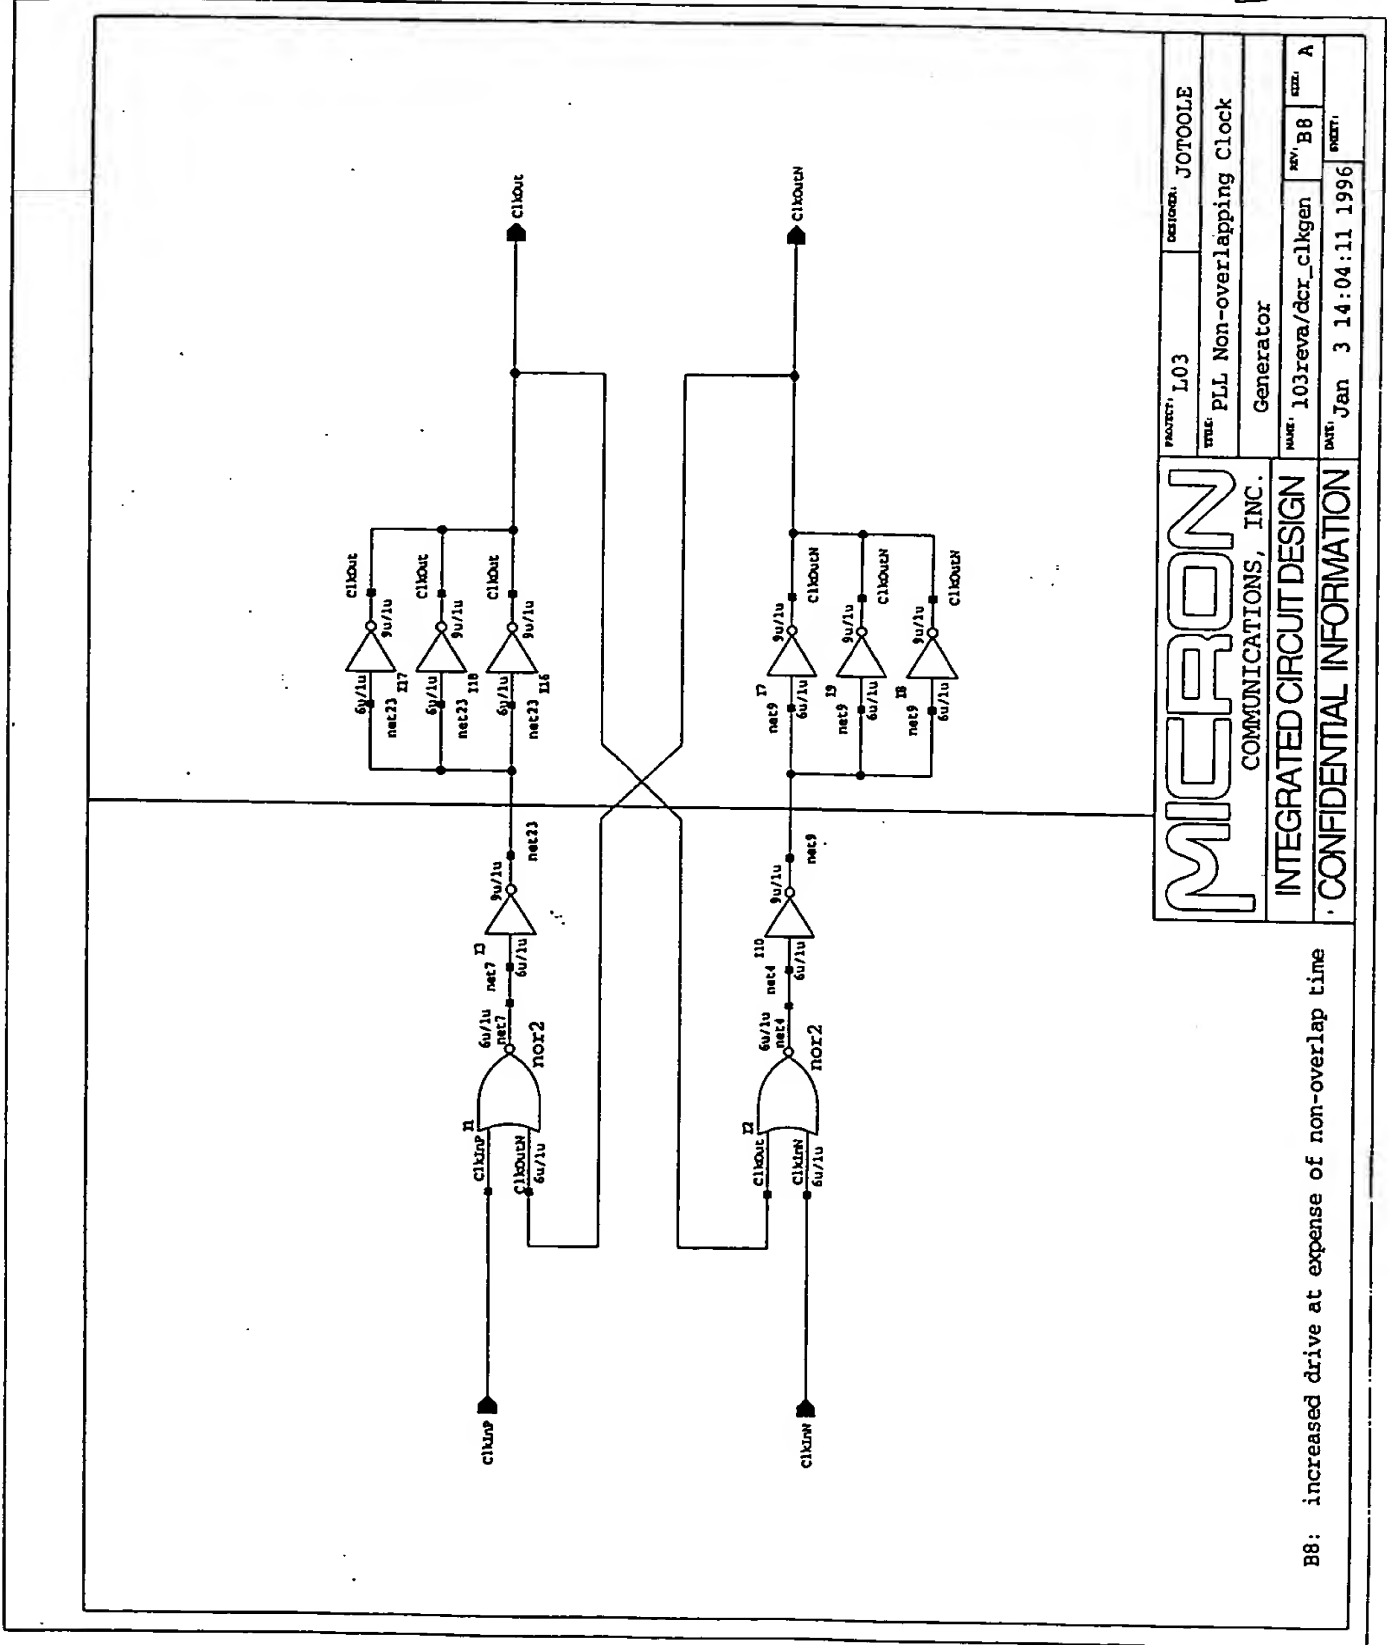 ClkInP
ClkInP
I1
ClkOutN
6u/1u
nor2
6u/1u
net7
net7
I3
6u/1u
9u/1u
net23
6u/1u
net23
I17
9u/1u
ClkOut
6u/1u
net23
I18
9u/1u
ClkOut
6u/1u
net23
I16
9u/1u
ClkOut
ClkOut
ClkInN
I2
ClkOut
ClkInN
6u/1u
nor2
6u/1u
net4
net4
I10
6u/1u
9u/1u
net9
I7
net9
6u/1u
9u/1u
ClkOutN
I9
net9
6u/1u
9u/1u
ClkOutN
I8
net9
6u/1u
9u/1u
ClkOutN
ClkOutN
B8: increased drive at expense of non-overlap time
MICRON
COMMUNICATIONS, INC.
INTEGRATED CIRCUIT DESIGN
CONFIDENTIAL INFORMATION
PROJECT: L03
DESIGNER: JOTOOLE
TITLE: PLL Non-overlapping Clock
Generator
NAME: l03reva/dcr_clkgen
REV: B8
SIZE: A
DATE: Jan 3 14:04:11 1996
SHEET: